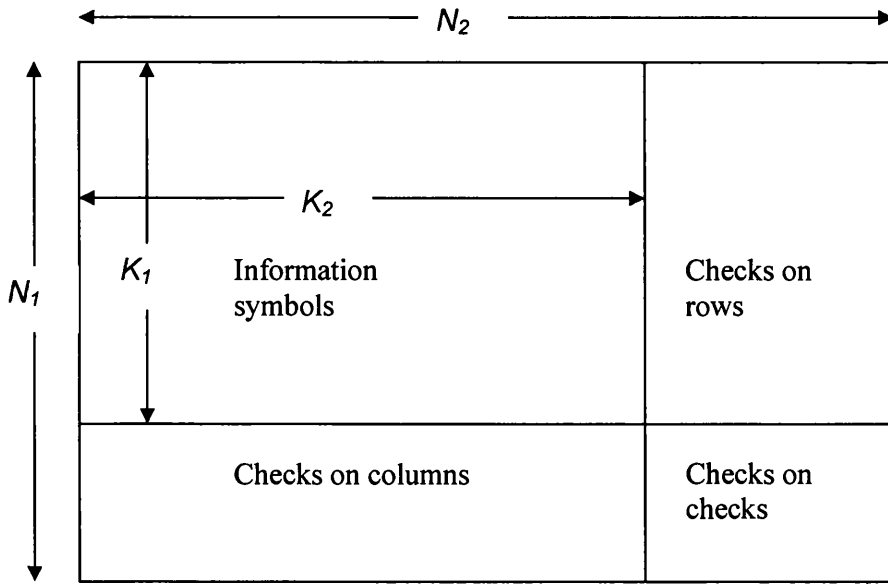 N₂
K₂
K₁
N₁
Information
symbols
Checks on
rows
Checks on columns
Checks on
checks